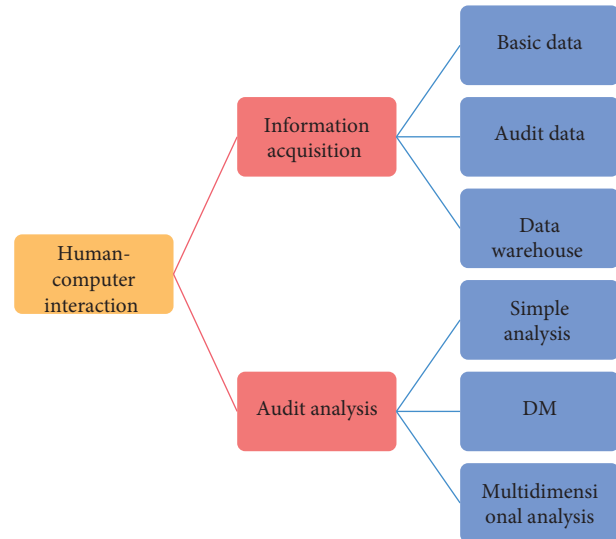 Human-
computer
interaction
Information
acquisition
Basic data
Audit data
Data
warehouse
Audit analysis
Simple
analysis
DM
Multidimensi
onal analysis